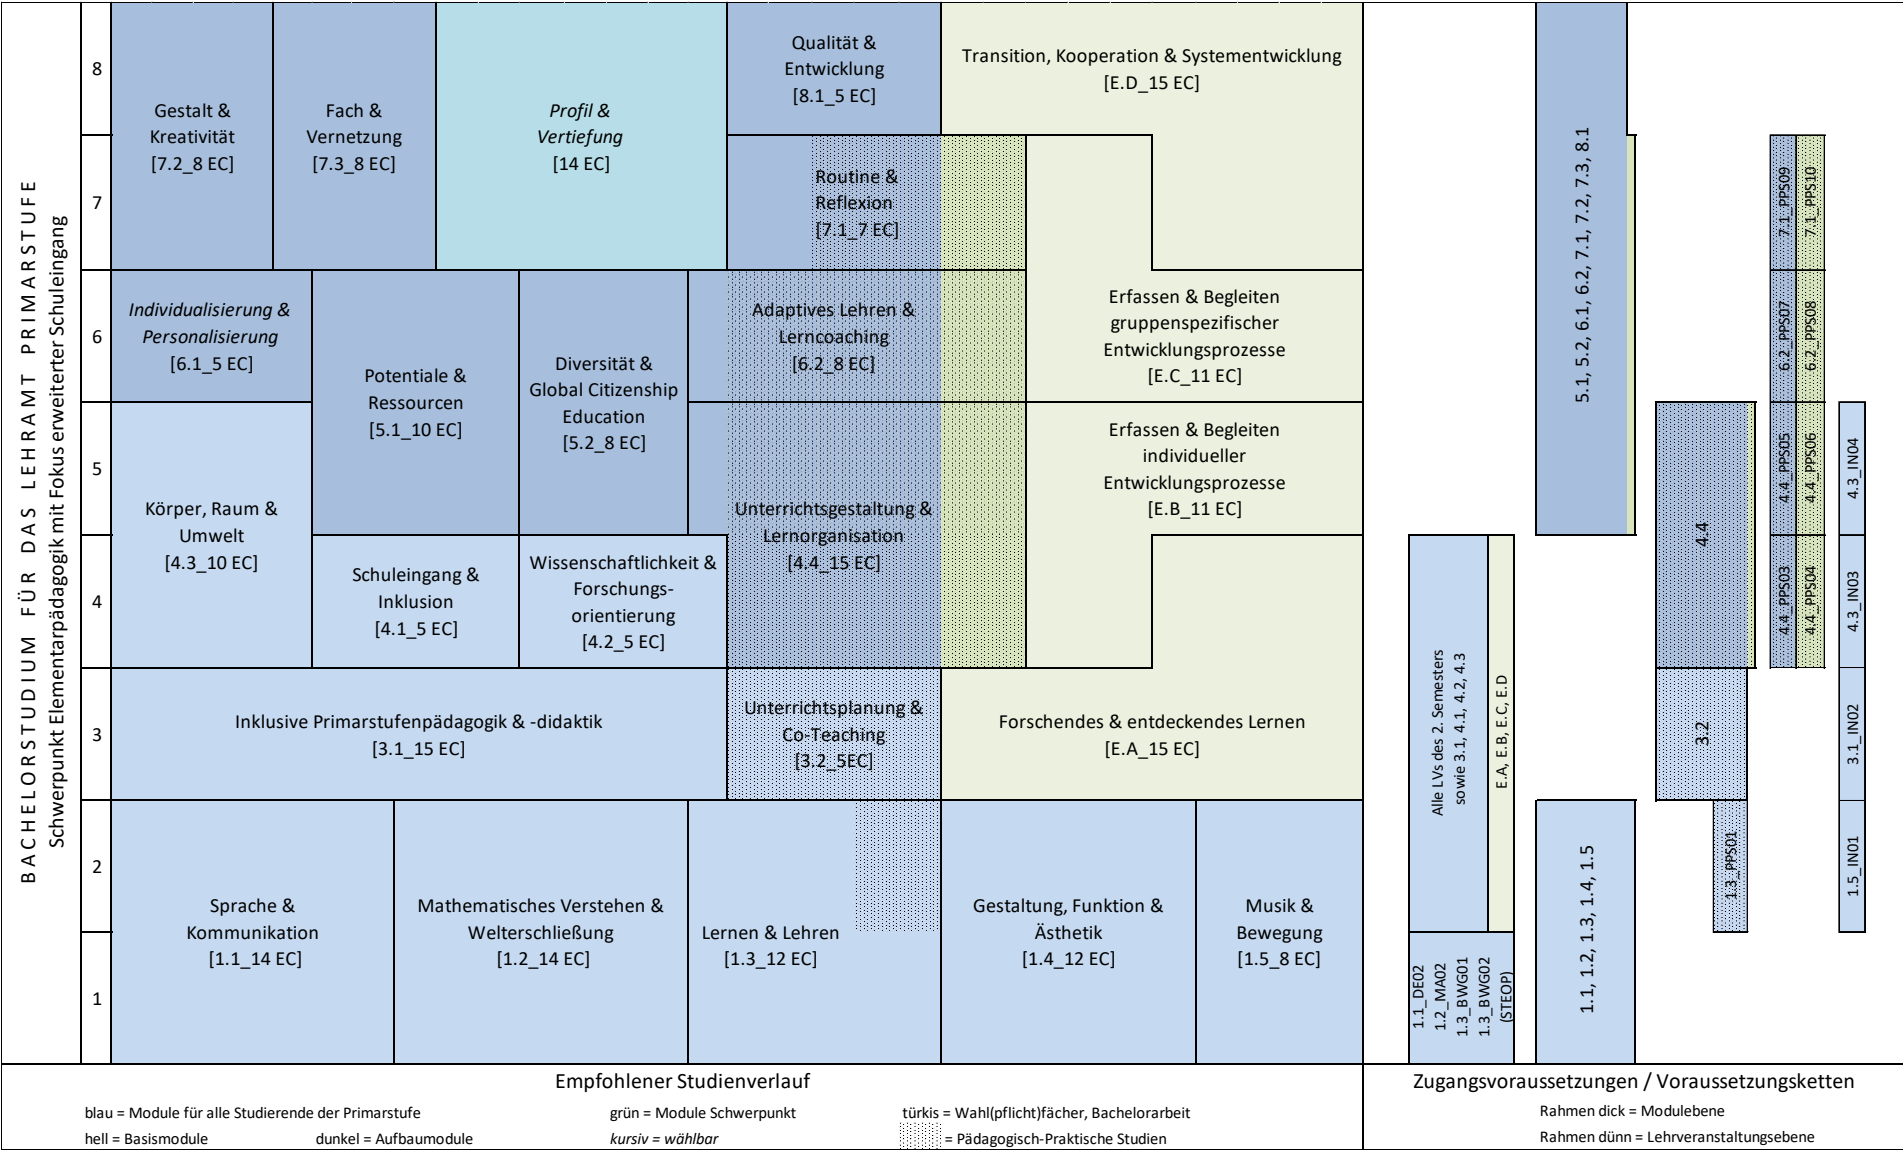 BACHELORSTUDIUM FÜR DAS LEHRAMT PRIMARSTUFE
Schwerpunkt Elementarpädagogik mit Fokus erweiterter Schuleingang
8
7
6
5
4
3
2
1
Gestalt &
Kreativität
[7.2_8 EC]
Fach &
Vernetzung
[7.3_8 EC]
Profil &
Vertiefung
[14 EC]
Qualität &
Entwicklung
[8.1_5 EC]
Transition, Kooperation & Systementwicklung
[E.D_15 EC]
Routine &
Reflexion
[7.1_7 EC]
Individualisierung &
Personalisierung
[6.1_5 EC]
Potentiale &
Ressourcen
[5.1_10 EC]
Diversität &
Global Citizenship
Education
[5.2_8 EC]
Adaptives Lehren &
Lerncoaching
[6.2_8 EC]
Erfassen & Begleiten
gruppenspezifischer
Entwicklungsprozesse
[E.C_11 EC]
Körper, Raum &
Umwelt
[4.3_10 EC]
Unterrichtsgestaltung &
Lernorganisation
[4.4_15 EC]
Erfassen & Begleiten
individueller
Entwicklungsprozesse
[E.B_11 EC]
Schuleingang &
Inklusion
[4.1_5 EC]
Wissenschaftlichkeit &
Forschungs-
orientierung
[4.2_5 EC]
Inklusive Primarstufenpädagogik & -didaktik
[3.1_15 EC]
Unterrichtsplanung &
Co-Teaching
[3.2_5EC]
Forschendes & entdeckendes Lernen
[E.A_15 EC]
Sprache &
Kommunikation
[1.1_14 EC]
Mathematisches Verstehen &
Welterschließung
[1.2_14 EC]
Lernen & Lehren
[1.3_12 EC]
Gestaltung, Funktion &
Ästhetik
[1.4_12 EC]
Musik &
Bewegung
[1.5_8 EC]
Alle LVs des 2. Semesters
sowie 3.1, 4.1, 4.2, 4.3
E.A, E.B, E.C, E.D
1.1_DE02
1.2_MA02
1.3_BWG01
1.3_BWG02
(STEOP)
5.1, 5.2, 6.1, 6.2, 7.1, 7.2, 7.3, 8.1
1.1, 1.2, 1.3, 1.4, 1.5
4.4
3.2
1.3_PPS01
7.1_PPS09
7.1_PPS10
6.2_PPS07
6.2_PPS08
4.4_PPS05
4.4_PPS06
4.4_PPS03
4.4_PPS04
4.3_IN04
4.3_IN03
3.1_IN02
1.5_IN01
Empfohlener Studienverlauf
blau = Module für alle Studierende der Primarstufe
grün = Module Schwerpunkt
türkis = Wahl(pflicht)fächer, Bachelorarbeit
hell = Basismodule
dunkel = Aufbaumodule
kursiv = wählbar
= Pädagogisch-Praktische Studien
Zugangsvoraussetzungen / Voraussetzungsketten
Rahmen dick = Modulebene
Rahmen dünn = Lehrveranstaltungsebene